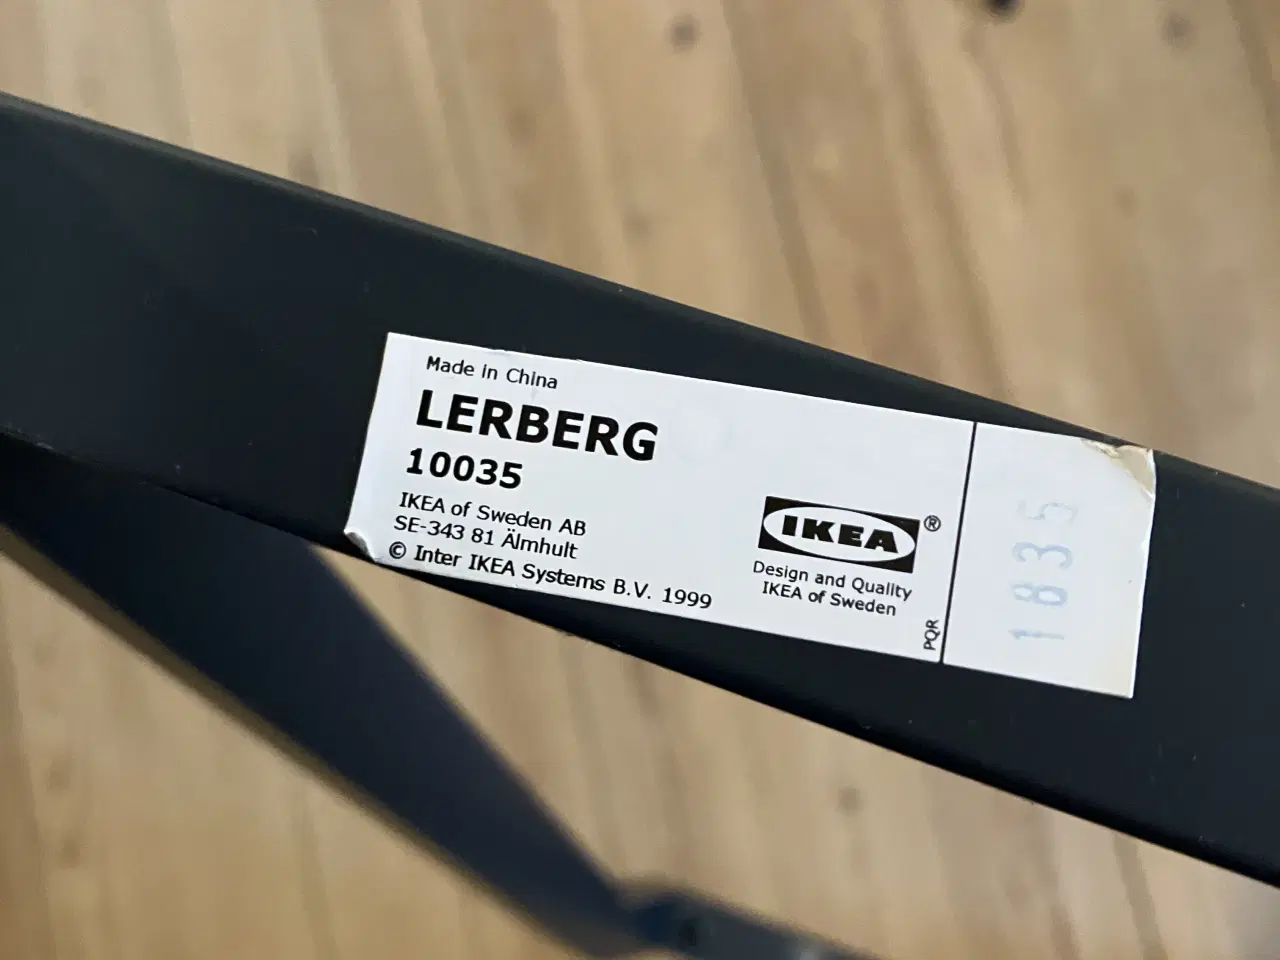 Made in China
LERBERG
10035
IKEA of Sweden AB
SE-343 81 Älmhult
© Inter IKEA Systems B.V. 1999
IKEA®
Design and Quality
IKEA of Sweden
PQR
1835